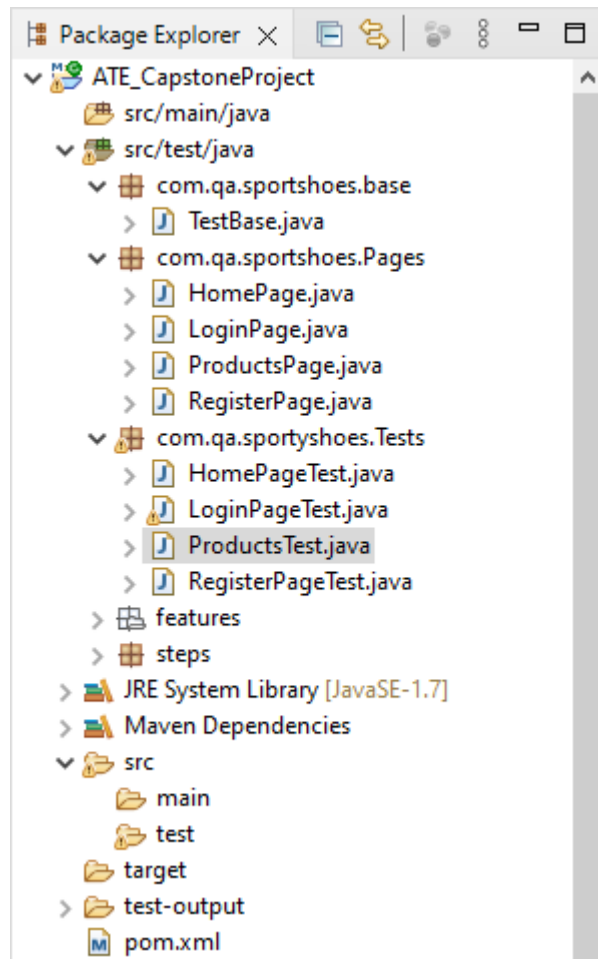 Package Explorer
ATE_CapstoneProject
src/main/java
src/test/java
com.qa.sportshoes.base
TestBase.java
com.qa.sportshoes.Pages
HomePage.java
LoginPage.java
ProductsPage.java
RegisterPage.java
com.qa.sportyshoes.Tests
HomePageTest.java
LoginPageTest.java
ProductsTest.java
RegisterPageTest.java
features
steps
JRE System Library [JavaSE-1.7]
Maven Dependencies
src
main
test
target
test-output
pom.xml